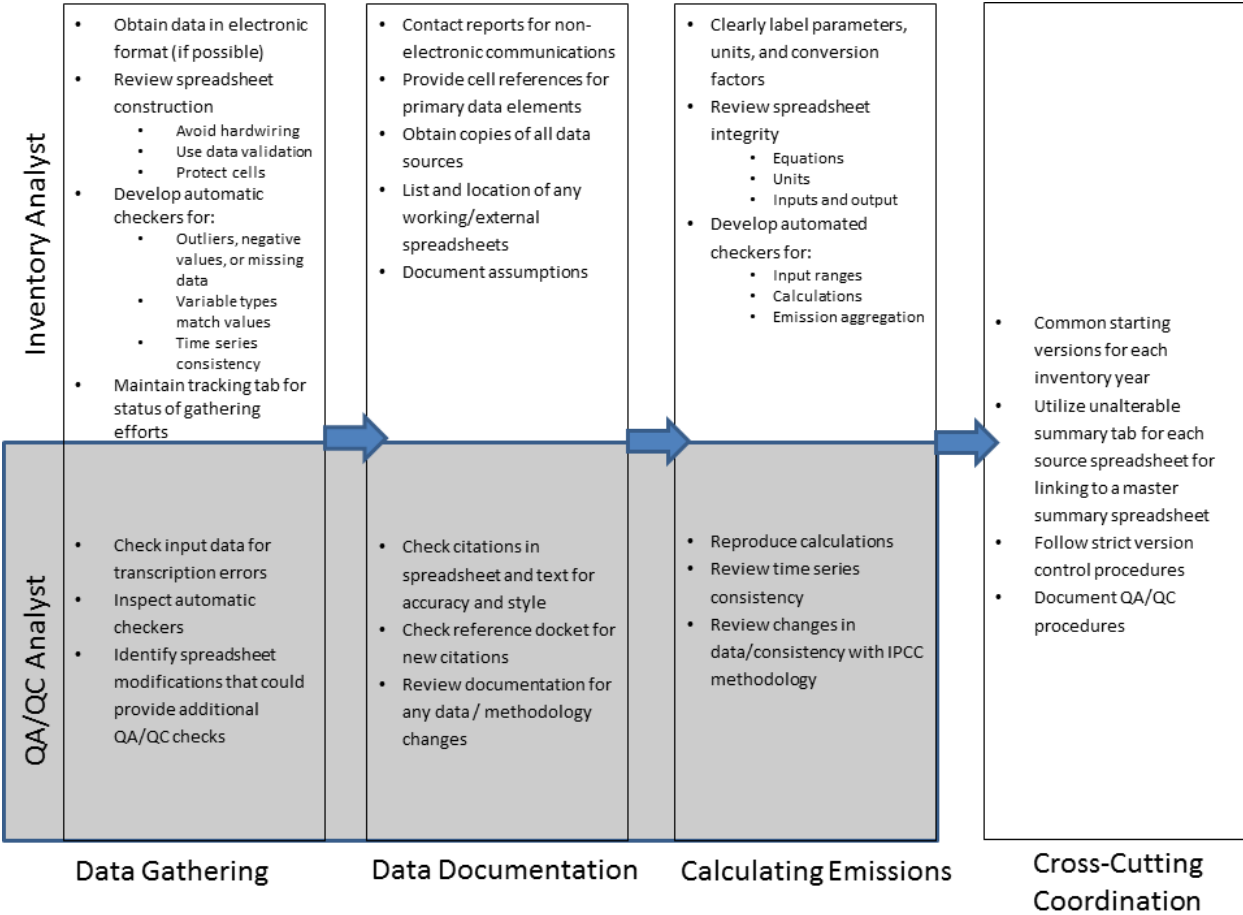 Inventory Analyst
• Obtain data in electronic
format (if possible)
• Review spreadsheet
construction
• Avoid hardwiring
• Use data validation
• Protect cells
• Develop automatic
checkers for:
• Outliers, negative
values, or missing
data
• Variable types
match values
• Time series
consistency
• Maintain tracking tab for
status of gathering
efforts
• Contact reports for non-
electronic communications
• Provide cell references for
primary data elements
• Obtain copies of all data
sources
• List and location of any
working/external
spreadsheets
• Document assumptions
• Clearly label parameters,
units, and conversion
factors
• Review spreadsheet
integrity
• Equations
• Units
• Inputs and output
• Develop automated
checkers for:
• Input ranges
• Calculations
• Emission aggregation
QA/QC Analyst
• Check input data for
transcription errors
• Inspect automatic
checkers
• Identify spreadsheet
modifications that could
provide additional
QA/QC checks
• Check citations in
spreadsheet and text for
accuracy and style
• Check reference docket for
new citations
• Review documentation for
any data / methodology
changes
• Reproduce calculations
• Review time series
consistency
• Review changes in
data/consistency with IPCC
methodology
• Common starting
versions for each
inventory year
• Utilize unalterable
summary tab for each
source spreadsheet for
linking to a master
summary spreadsheet
• Follow strict version
control procedures
• Document QA/QC
procedures
Data Gathering
Data Documentation
Calculating Emissions
Cross-Cutting
Coordination